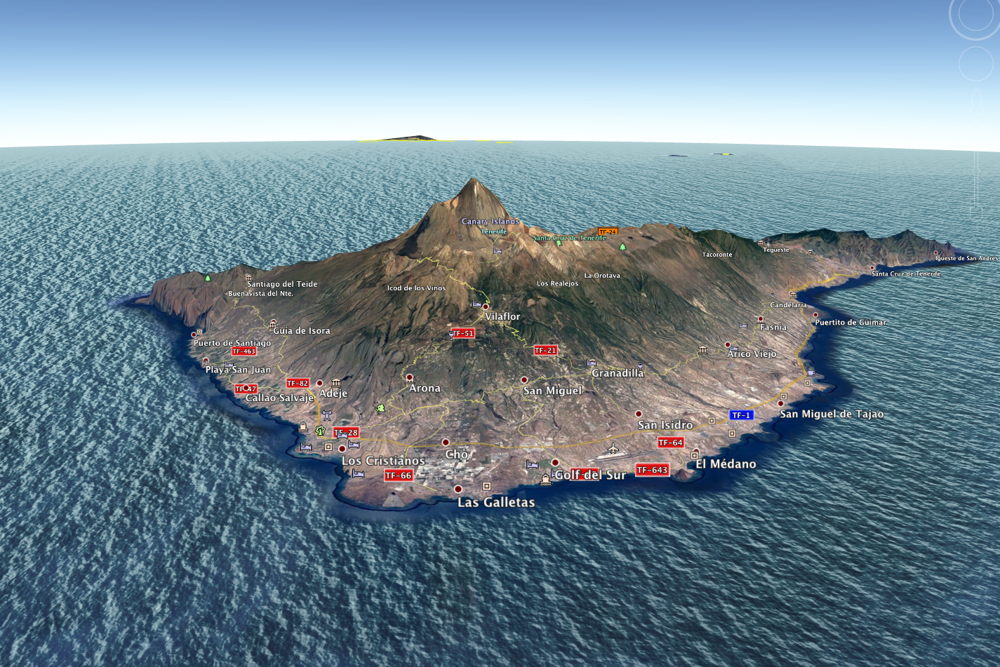 Canary Islands
Tenerife
TF-24
Santa Cruz de Tenerife
Tegueste
Tacoronte
Igueste de San Andres
Santa Cruz de Tenerife
La Orotava
Los Realejos
Santiago del Teide
Icod de los Vinos
Buenavista del Nte.
Candelaria
Vilaflor
Puertito de Güimar
Fasnia
Guía de Isora
TF-51
Puerto de Santiago
TF-463
TF-21
Arico Viejo
Playa San Juan
Granadilla
TF-82
Arona
TF-47
Adeje
San Miguel
Callao Salvaje
TF-1
San Miguel de Tajao
San Isidro
TF-28
TF-64
Cho
Los Cristianos
El Médano
TF-643
TF-66
Golf del Sur
Las Galletas